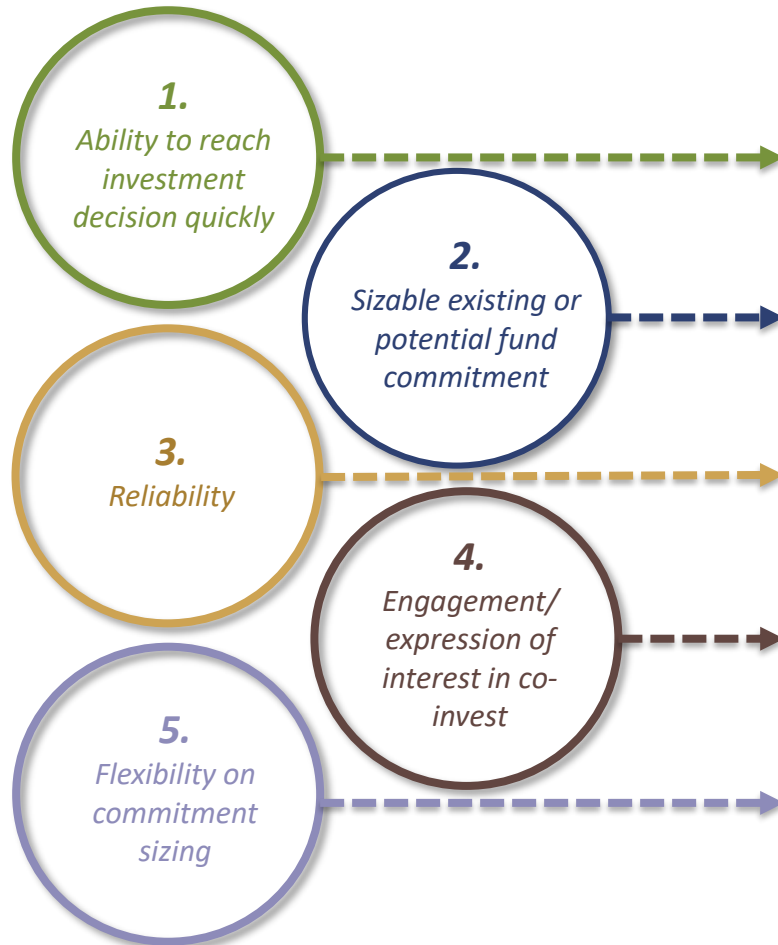 1.
Ability to reach
investment
decision quickly
2.
Sizable existing or
potential fund
commitment
3.
Reliability
4.
Engagement/
expression of
interest in co-
invest
5.
Flexibility on
commitment
sizing